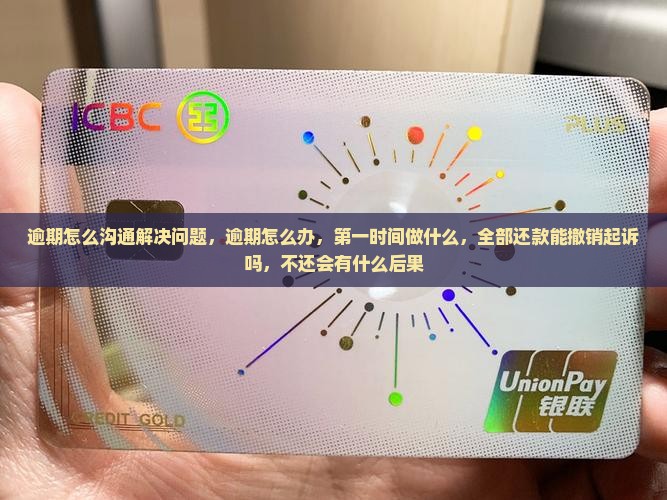 ICBC
PLUS
逾期怎么沟通解决问题，逾期怎么办，第一时间做什么，全部还款能撤销起诉
吗，不还会有什么后果
UnionPay
银联
CREDIT GOLD